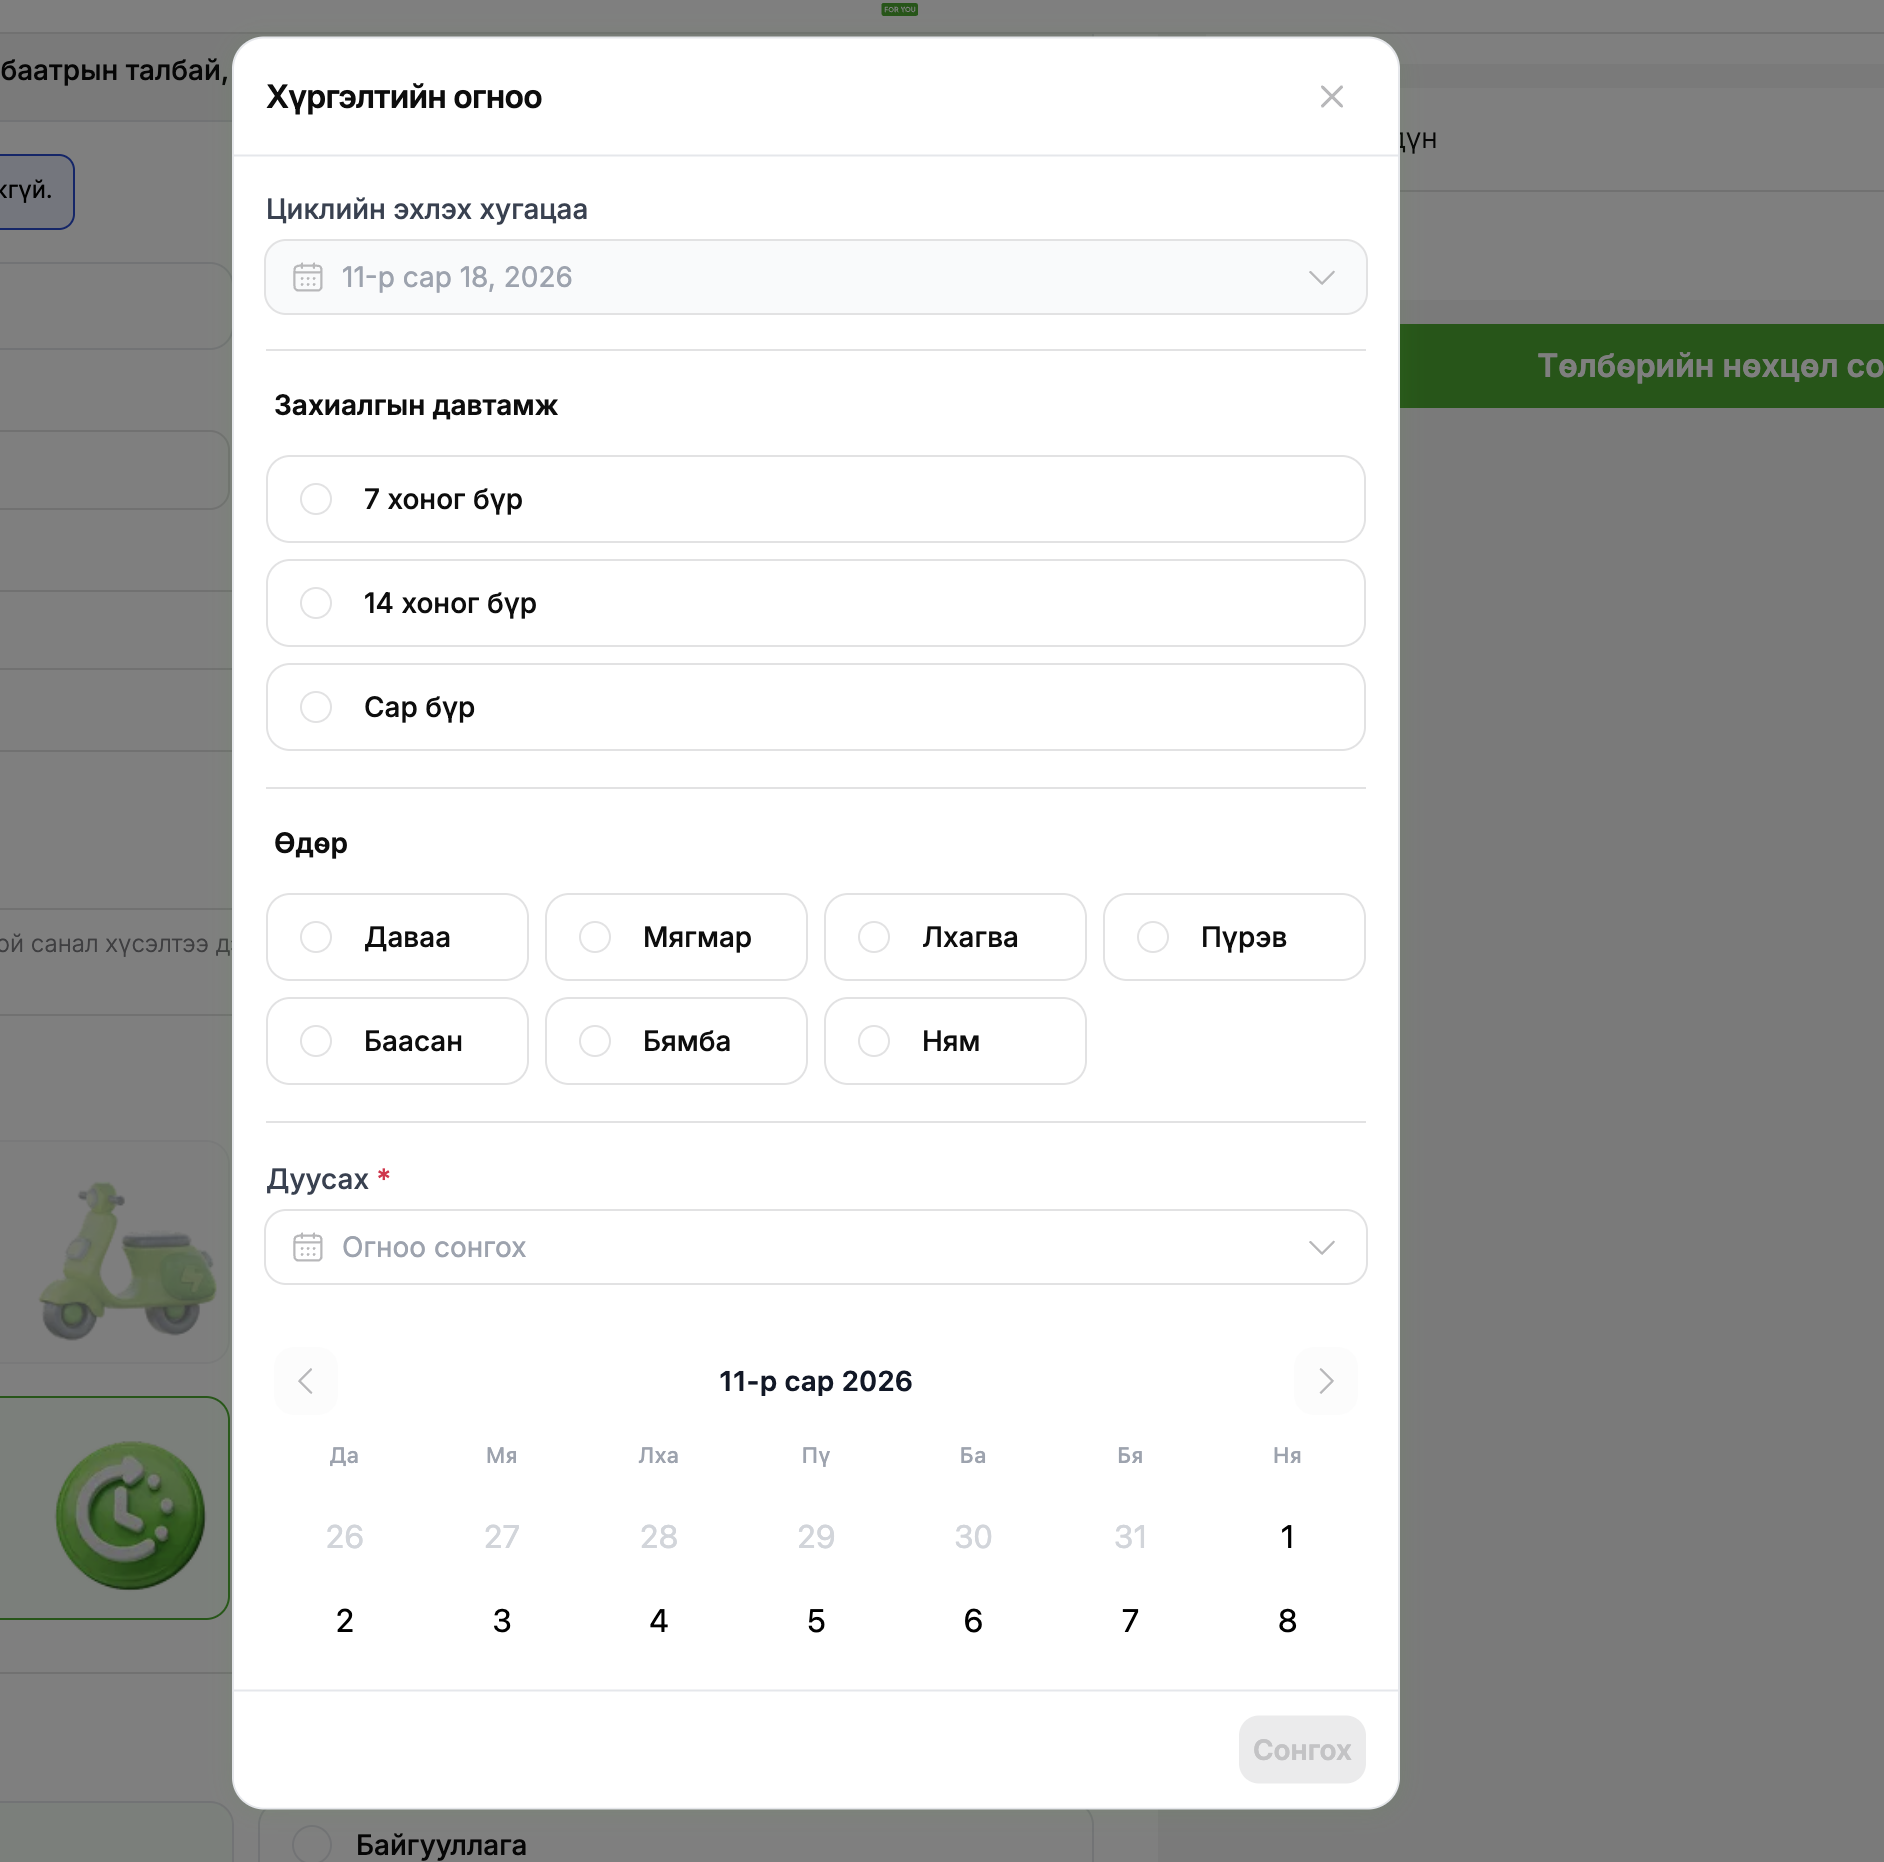 FOR YOU
баатрын талбай,
Хүргэлтийн огноо
дүн
кгүй.
Циклийн эхлэх хугацаа
11-р сар 18, 2026
Төлбөрийн нөхцөл со
Захиалгын давтамж
7 хоног бүр
14 хоног бүр
Сар бүр
Өдөр
Даваа Мягмар Лхагва Пүрэв
ой санал хүсэлтээ д
Баасан Бямба Ням
Дуусах *
Огноо сонгох
11-р сар 2026
Да Мя Лха Пү Ба Бя Ня
26 27 28 29 30 31 1
2 3 4 5 6 7 8
Сонгох
Байгууллага